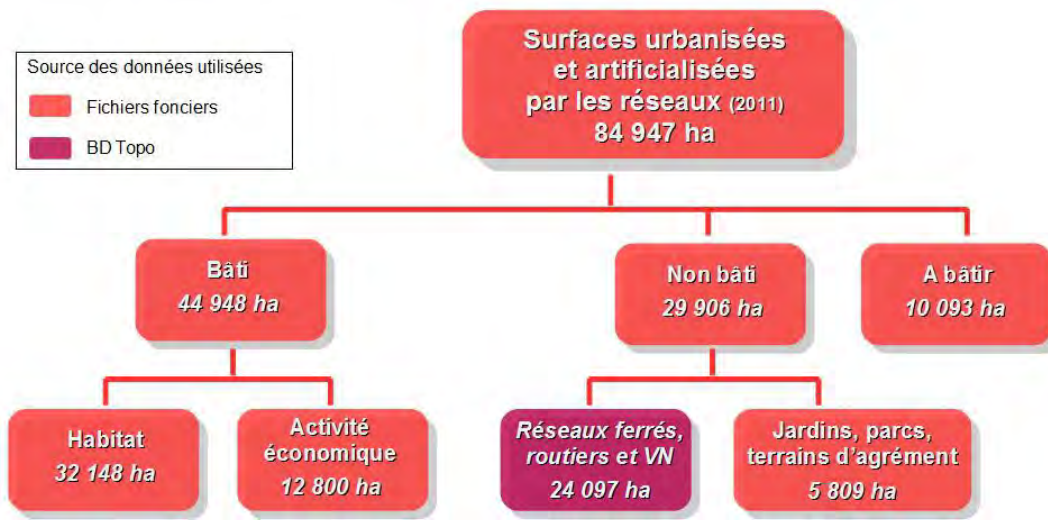 Source des données utilisées
Fichiers fonciers
BD Topo
Surfaces urbanisées
et artificialisées
par les réseaux (2011)
84 947 ha
Bâti
44 948 ha
Non bâti
29 906 ha
A bâtir
10 093 ha
Habitat
32 148 ha
Activité
économique
12 800 ha
Réseaux ferrés,
routiers et VN
24 097 ha
Jardins, parcs,
terrains d'agrément
5 809 ha